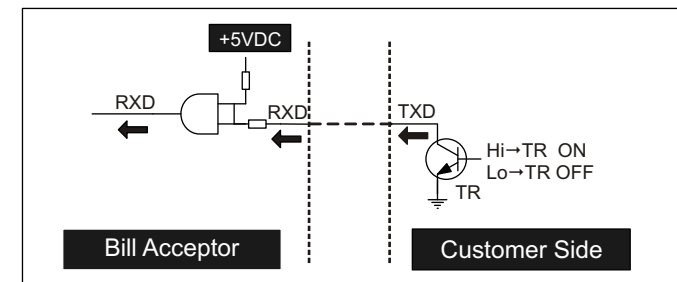 +5VDC
RXD
RXD
TXD
Hi→TR ON
Lo→TR OFF
TR
Bill Acceptor
Customer Side